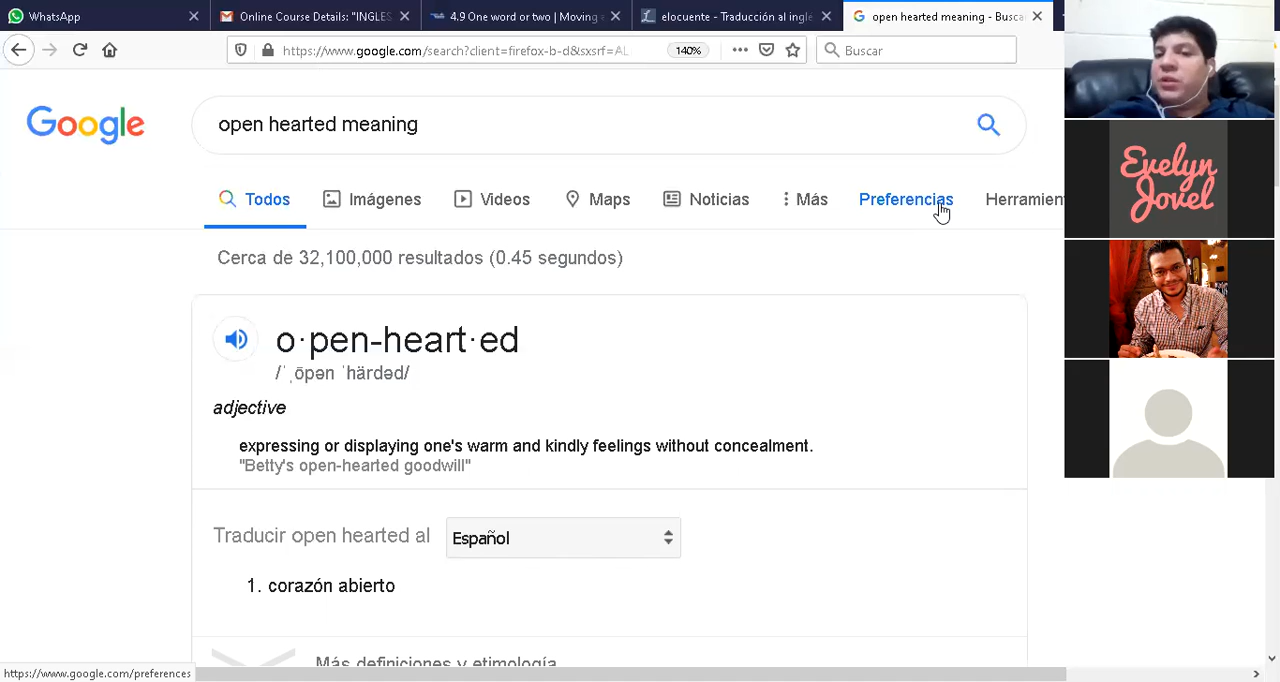 WhatsApp
Online Course Details: "INGLES
4.9 One word or two | Moving
elocuente - Traducción al inglé
open hearted meaning - Busca
https://www.google.com/search?client=firefox-b-d&sxsrf=AL
140%
Buscar
Google
open hearted meaning
Todos
Imágenes
Videos
Maps
Noticias
Más
Preferencias
Herramien
Cerca de 32,100,000 resultados (0.45 segundos)
o·pen-heart·ed
/ˈˌōpən ˈhärdəd/
adjective
expressing or displaying one's warm and kindly feelings without concealment.
"Betty's open-hearted goodwill"
Traducir open hearted al
Español
1. corazón abierto
Más definiciones y etimología
https://www.google.com/preferences
Evelyn
Jovel